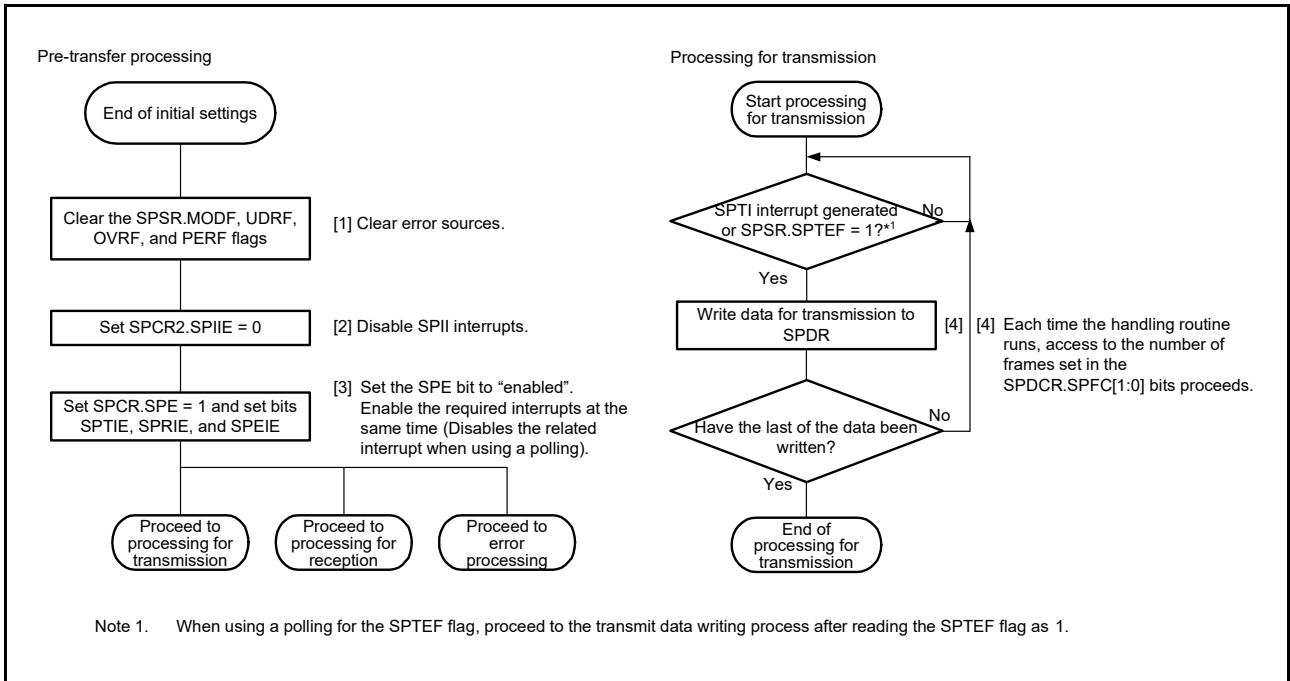 Pre-transfer processing
End of initial settings
Clear the SPSR.MODF, UDRF,
OVRF, and PERF flags
[1] Clear error sources.
Set SPCR2.SPIIE = 0
[2] Disable SPII interrupts.
Set SPCR.SPE = 1 and set bits
SPTIE, SPRIE, and SPEIE
[3] Set the SPE bit to “enabled”.
Enable the required interrupts at the
same time (Disables the related
interrupt when using a polling).
Proceed to
processing for
transmission
Proceed to
processing for
reception
Proceed to
error
processing
Processing for transmission
Start processing
for transmission
SPTI interrupt generated
or SPSR.SPTEF = 1?*1
No
Yes
Write data for transmission to
SPDR
[4]
[4] Each time the handling routine
runs, access to the number of
frames set in the
SPDCR.SPFC[1:0] bits proceeds.
Have the last of the data been
written?
No
Yes
End of
processing for
transmission
Note 1. When using a polling for the SPTEF flag, proceed to the transmit data writing process after reading the SPTEF flag as 1.